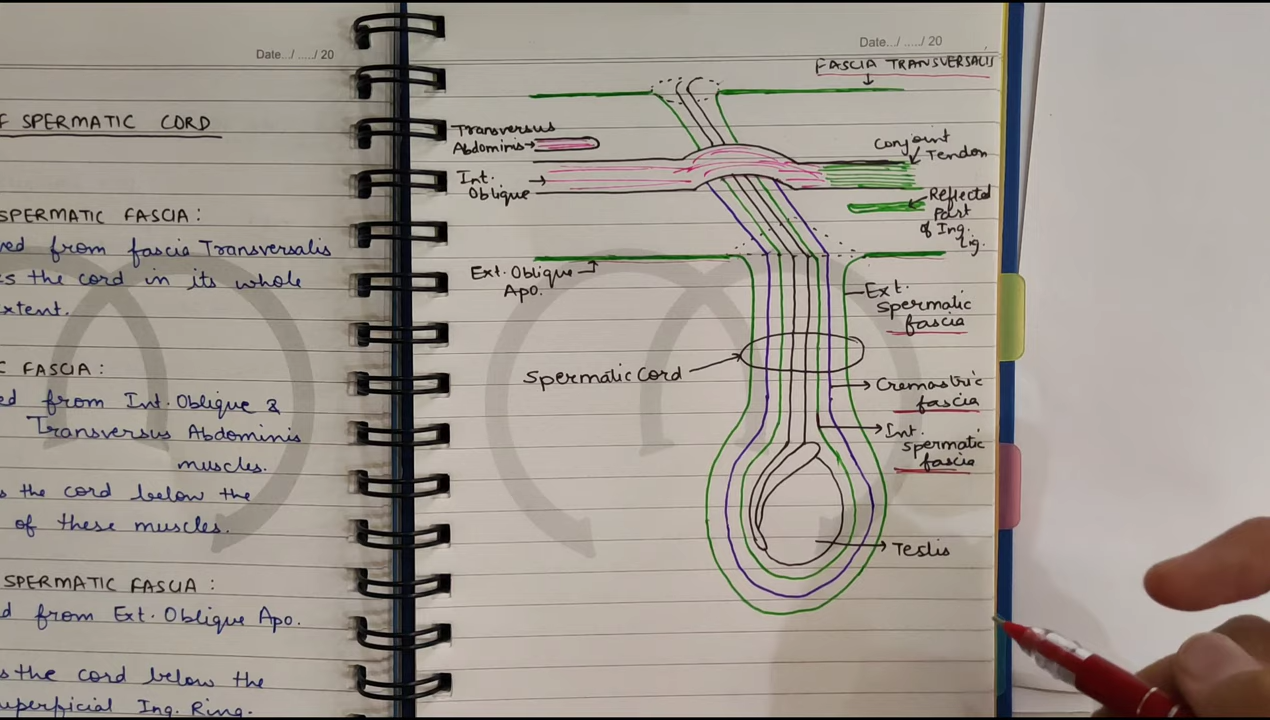 Date.../ ...../ 20
F SPERMATIC CORD
SPERMATIC FASCIA:
ved from fascia Transversalis
es the cord in its whole
xtent.
C FASCIA:
ed from Int. Oblique &
Transversus Abdominis
muscles.
s the cord below the
of these muscles.
SPERMATIC FASCIA:
d from Ext. Oblique Apo.
s the cord below the
uperficial Ing. Ring.
Date.../ ...../ 20
FASCIA TRANSVERSALIS
Transversus
Abdominis
Int.
Oblique
Conjoint
Tendon
Reflected
Part
of Ing.
Lig.
Ext. Oblique
Apo.
Ext.
Spermatic
fascia
Spermatic Cord
Cremastric
fascia
Int.
spermatic
fascia
Testis